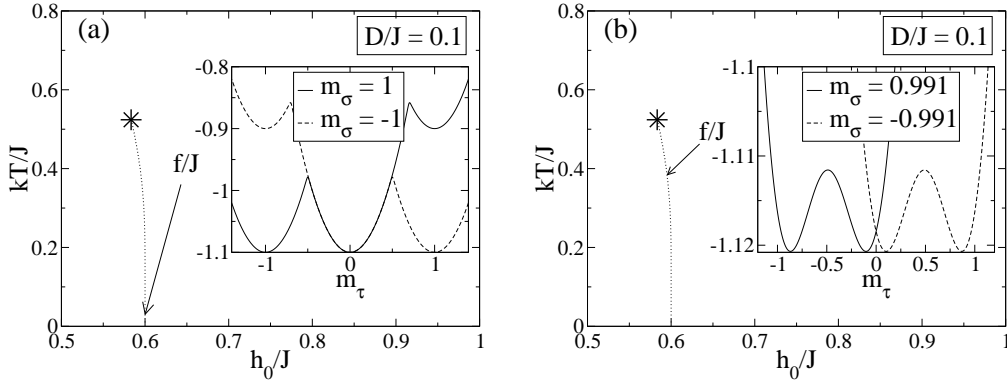 (a)
D/J = 0.1
kT/J
0.8
0.6
0.4
0.2
0
0.5
0.6
0.7
0.8
0.9
1
h₀/J
f/J
-0.8
-0.9
-1
-1.1
-1
0
1
m_τ
m_σ = 1
m_σ = -1
(b)
D/J = 0.1
kT/J
0.8
0.6
0.4
0.2
0
0.5
0.6
0.7
0.8
0.9
1
h₀/J
f/J
-1.1
-1.11
-1.120
-1
-0.5
0
0.5
1
m_τ
m_σ = 0.991
m_σ = -0.991